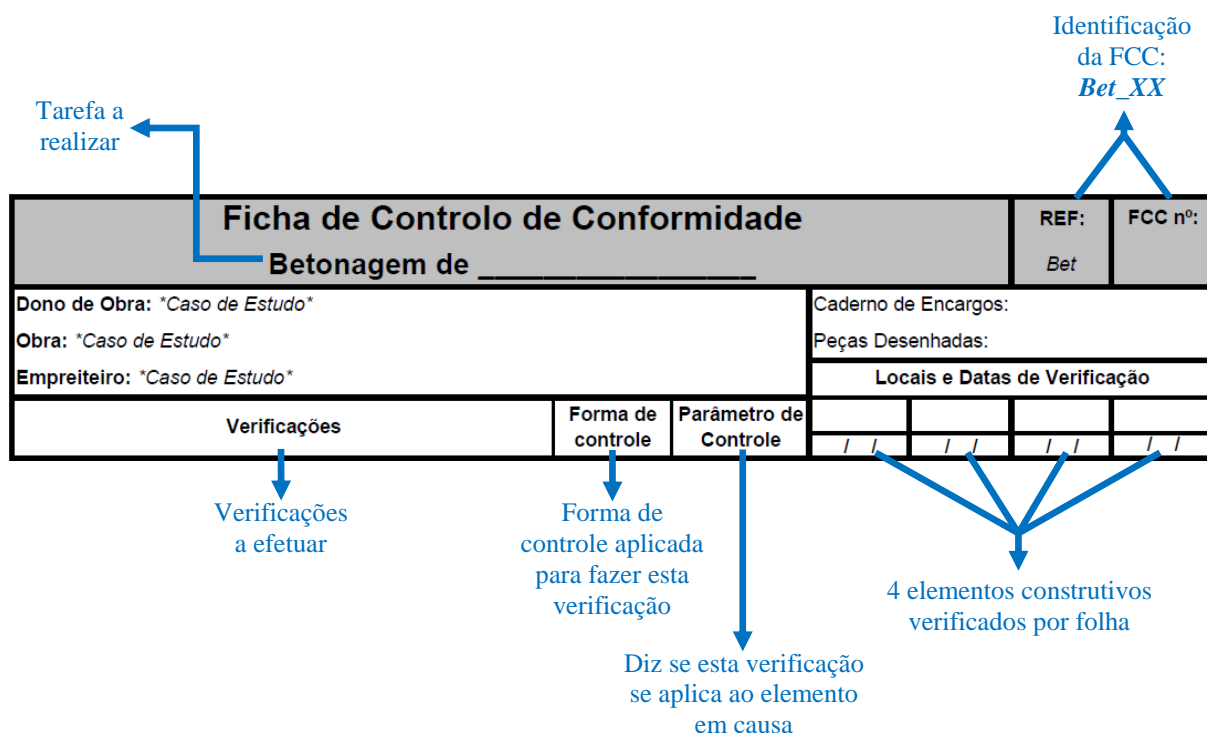 Identificação
da FCC:
Bet_XX
Tarefa a
realizar
Ficha de Controlo de Conformidade
Betonagem de _________________
REF:
Bet
FCC nº:
Dono de Obra: *Caso de Estudo*
Obra: *Caso de Estudo*
Empreiteiro: *Caso de Estudo*
Caderno de Encargos:
Peças Desenhadas:
Locais e Datas de Verificação
Verificações
Forma de
controle
Parâmetro de
Controle
/ /
/ /
/ /
/ /
Verificações
a efetuar
Forma de
controle aplicada
para fazer esta
verificação
Diz se esta verificação
se aplica ao elemento
em causa
4 elementos construtivos
verificados por folha